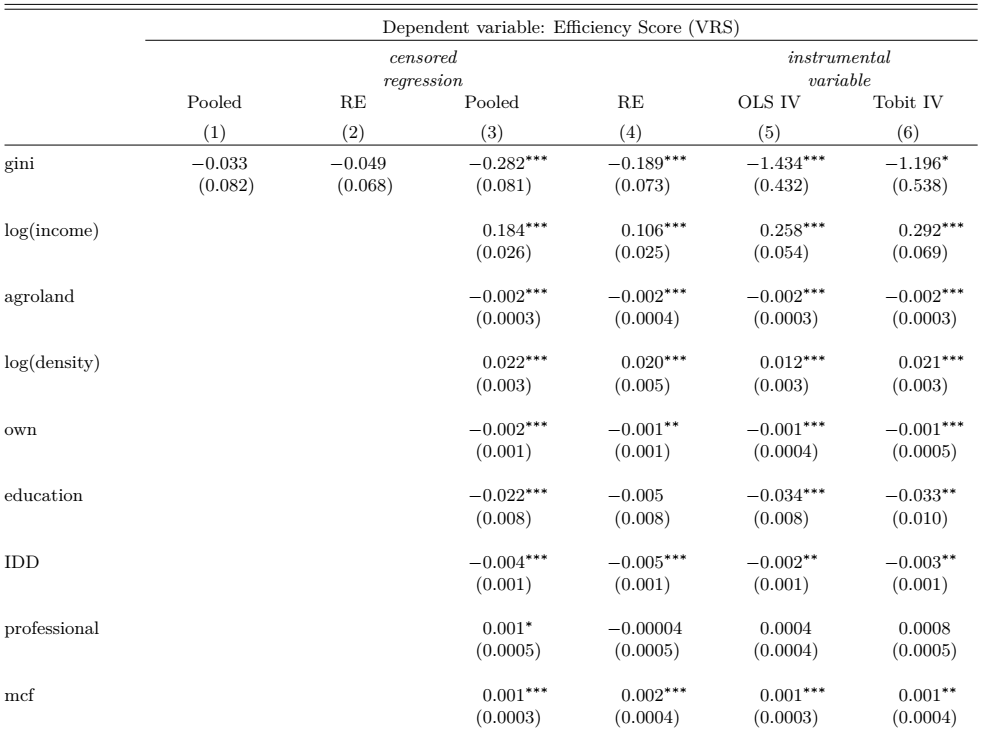 Dependent variable: Efficiency Score (VRS)
censored instrumental
regression variable
Pooled RE Pooled RE OLS IV Tobit IV
(1) (2) (3) (4) (5) (6)
gini −0.033 −0.049 −0.282*** −0.189*** −1.434*** −1.196*
(0.082) (0.068) (0.081) (0.073) (0.432) (0.538)
log(income) 0.184*** 0.106*** 0.258*** 0.292***
(0.026) (0.025) (0.054) (0.069)
agroland −0.002*** −0.002*** −0.002*** −0.002***
(0.0003) (0.0004) (0.0003) (0.0003)
log(density) 0.022*** 0.020*** 0.012*** 0.021***
(0.003) (0.005) (0.003) (0.003)
own −0.002*** −0.001** −0.001*** −0.001***
(0.001) (0.001) (0.0004) (0.0005)
education −0.022*** −0.005 −0.034*** −0.033**
(0.008) (0.008) (0.008) (0.010)
IDD −0.004*** −0.005*** −0.002** −0.003**
(0.001) (0.001) (0.001) (0.001)
professional 0.001* −0.00004 0.0004 0.0008
(0.0005) (0.0005) (0.0004) (0.0005)
mcf 0.001*** 0.002*** 0.001*** 0.001**
(0.0003) (0.0004) (0.0003) (0.0004)